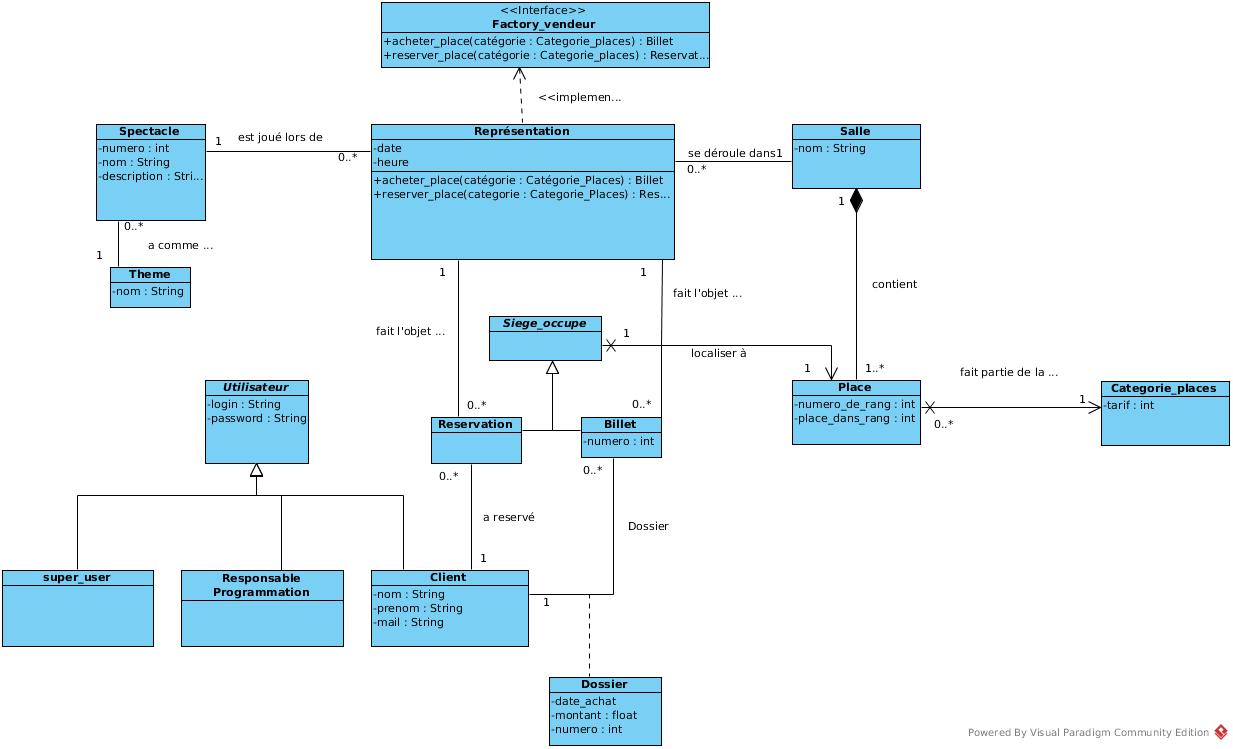 <<Interface>>
Factory_vendeur
+acheter_place(catégorie : Categorie_places) : Billet
+reserver_place(catégorie : Categorie_places) : Reservat...
<<implemen...
Spectacle
-numero : int
-nom : String
-description : Stri...
1
est joué lors de
0..*
Représentation
-date
-heure
+acheter_place(catégorie : Catégorie_Places) : Billet
+reserver_place(categorie : Categorie_Places) : Res...
se déroule dans1
0..*
Salle
-nom : String
0..*
a comme ...
1
Theme
-nom : String
1
contient
1..*
1
fait l'objet ...
0..*
1
fait l'objet ...
0..*
Siege_occupe
1
localiser à
1
Place
-numero_de_rang : int
-place_dans_rang : int
fait partie de la ...
1
0..*
Categorie_places
-tarif : int
Utilisateur
-login : String
-password : String
Reservation
Billet
-numero : int
0..*
a reservé
1
0..*
Dossier
1
super_user
Responsable
Programmation
Client
-nom : String
-prenom : String
-mail : String
Dossier
-date_achat
-montant : float
-numero : int
Powered By Visual Paradigm Community Edition